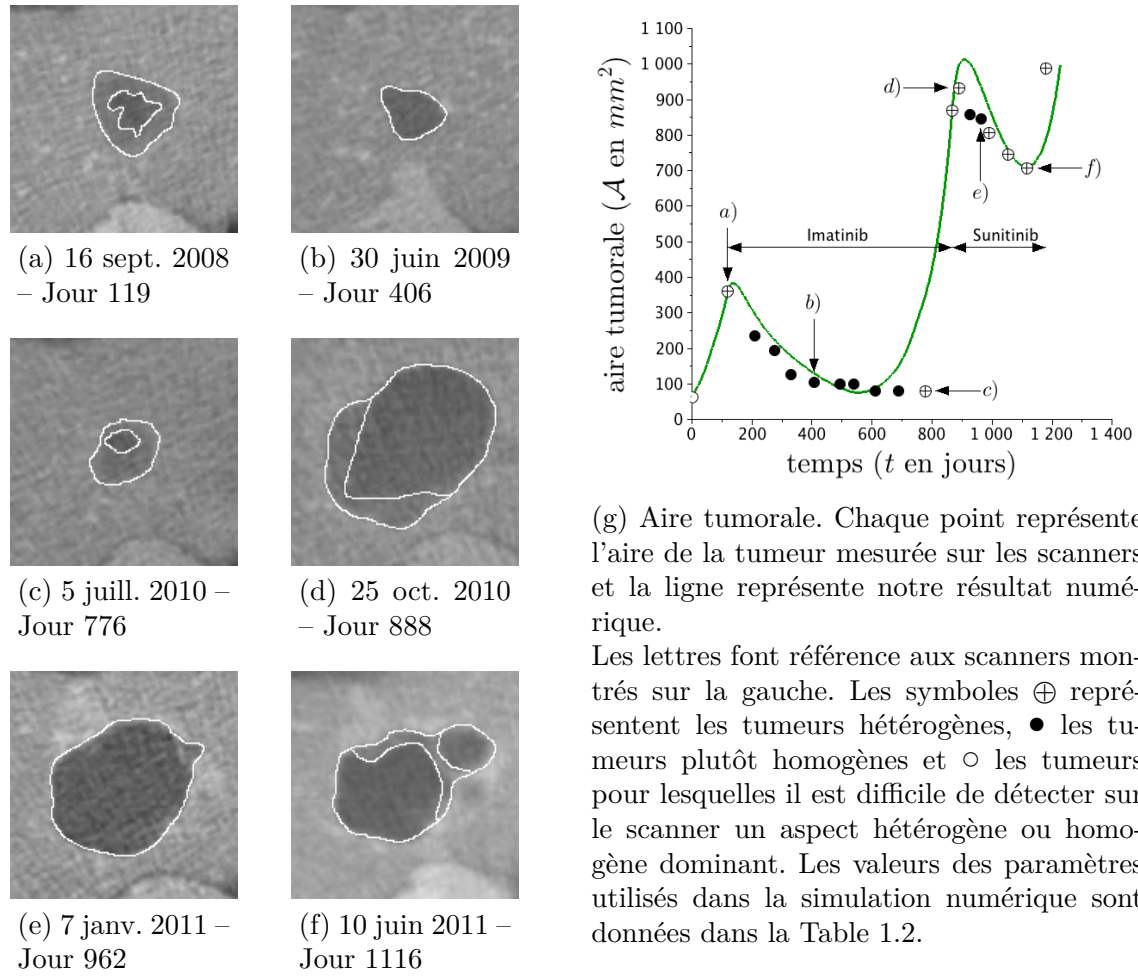 (a) 16 sept. 2008
– Jour 119
(b) 30 juin 2009
– Jour 406
(c) 5 juill. 2010 –
Jour 776
(d) 25 oct. 2010
– Jour 888
(e) 7 janv. 2011 –
Jour 962
(f) 10 juin 2011 –
Jour 1116
aire tumorale (𝒜 en mm²)
1 100
1 000
900
800
700
600
500
400
300
200
100
0
a)
b)
c)
d)
e)
f)
Imatinib
Sunitinib
0
200
400
600
800
1 000
1 200
1 400
temps (t en jours)
(g) Aire tumorale. Chaque point représente
l'aire de la tumeur mesurée sur les scanners
et la ligne représente notre résultat numé-
rique.
Les lettres font référence aux scanners mon-
trés sur la gauche. Les symboles ⊕ repré-
sentent les tumeurs hétérogènes, ● les tu-
meurs plutôt homogènes et ○ les tumeurs
pour lesquelles il est difficile de détecter sur
le scanner un aspect hétérogène ou homo-
gène dominant. Les valeurs des paramètres
utilisés dans la simulation numérique sont
données dans la Table 1.2.